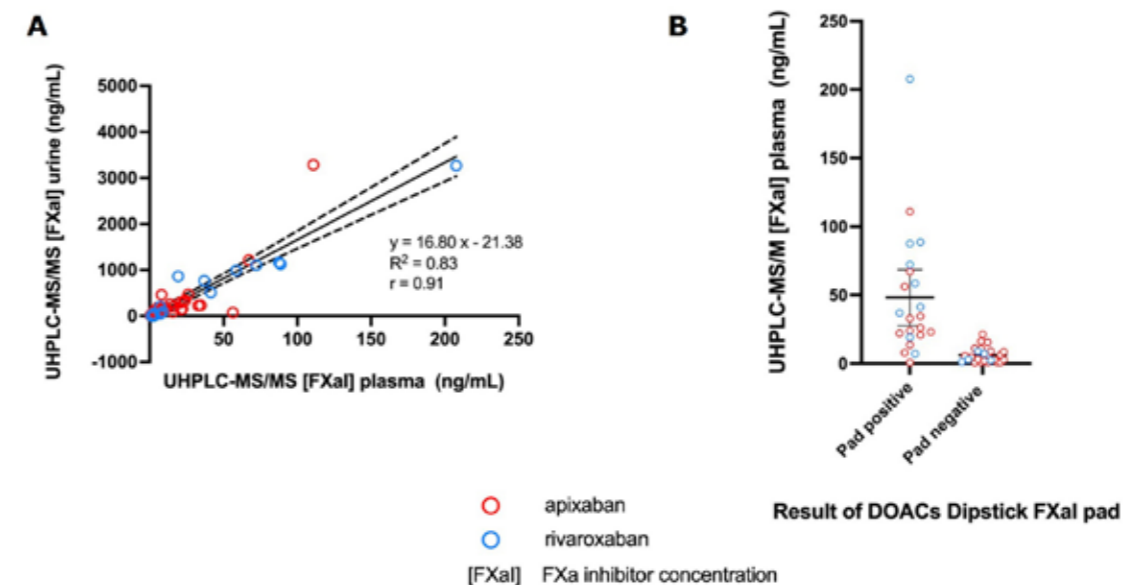 A
UHPLC-MS/MS [FXaI] urine (ng/mL)
5000
4000
3000
2000
1000
0
-1000
50
100
150
200
250
y = 16.80 x - 21.38
R² = 0.83
r = 0.91
UHPLC-MS/MS [FXaI] plasma (ng/mL)
B
UHPLC-MS/M [FXaI] plasma (ng/mL)
250
200
150
100
50
0
Pad positive
Pad negative
Result of DOACs Dipstick FXaI pad
apixaban
rivaroxaban
[FXaI] FXa inhibitor concentration